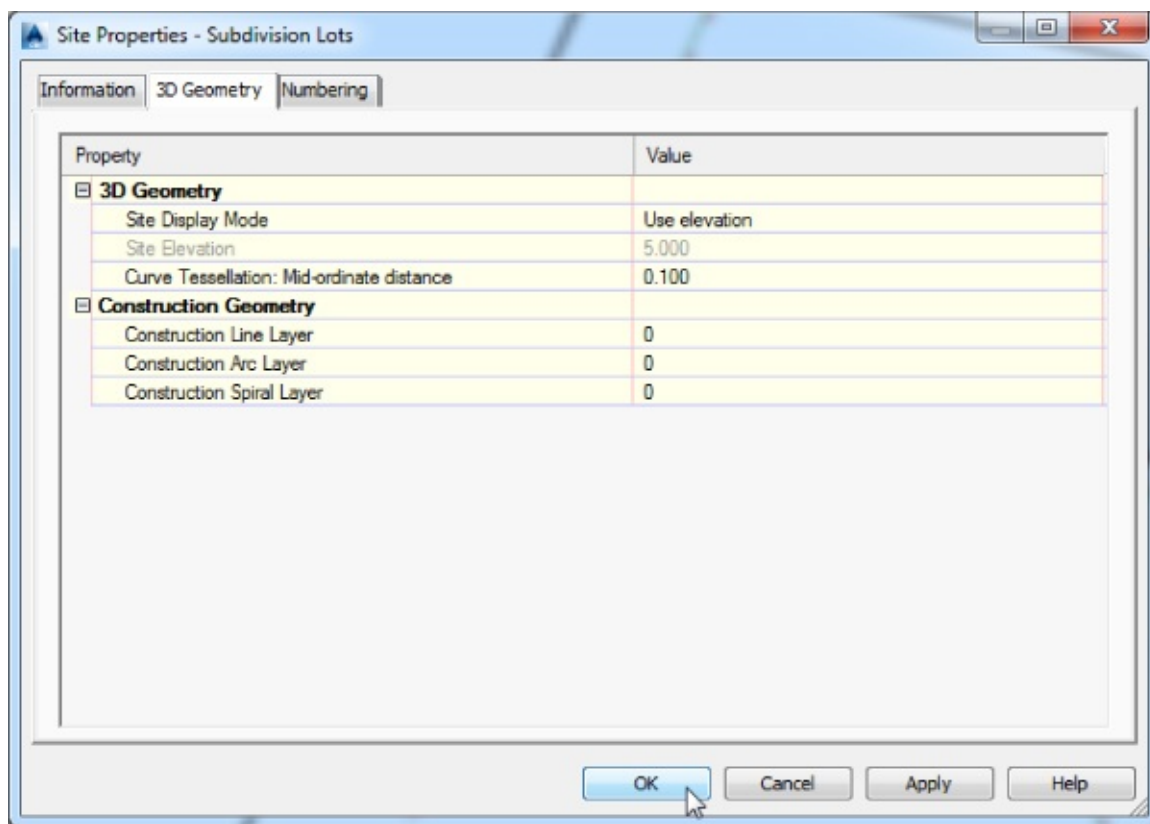 Site Properties - Subdivision Lots
Information 3D Geometry Numbering
Property Value
3D Geometry
Site Display Mode Use elevation
Site Elevation 5.000
Curve Tessellation: Mid-ordinate distance 0.100
Construction Geometry
Construction Line Layer 0
Construction Arc Layer 0
Construction Spiral Layer 0
OK Cancel Apply Help